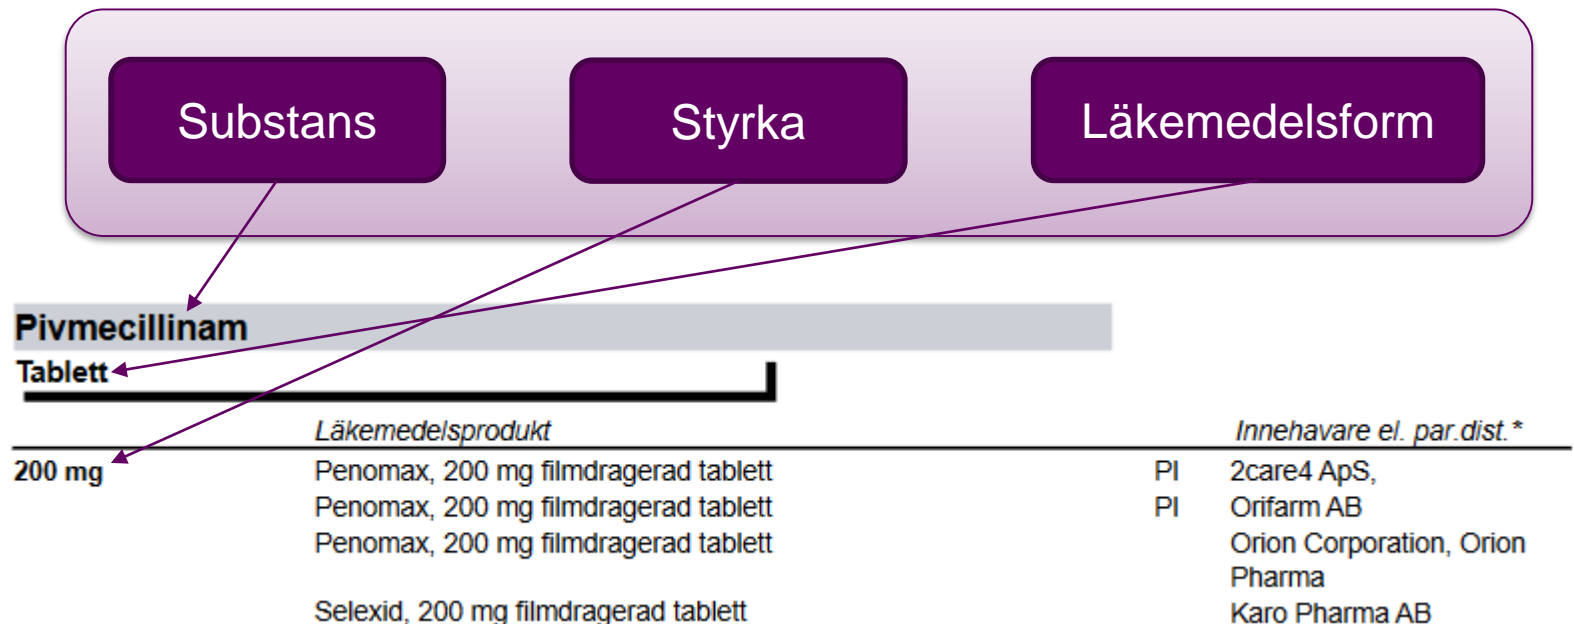 Substans Styrka Läkemedelsform
Pivmecillinam
Tablett
Läkemedelsprodukt Innehavare el. par.dist.*
200 mg Penomax, 200 mg filmdragerad tablett PI 2care4 ApS,
Penomax, 200 mg filmdragerad tablett PI Orifarm AB
Penomax, 200 mg filmdragerad tablett Orion Corporation, Orion
Pharma
Selexid, 200 mg filmdragerad tablett Karo Pharma AB